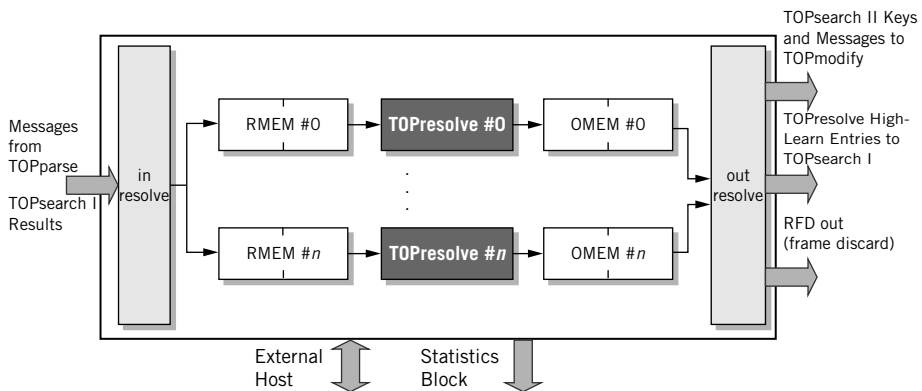 TOPsearch II Keys
and Messages to
TOPmodify
Messages
from
TOPparse
TOPsearch I
Results
in
resolve
RMEM #0
TOPresolve #0
OMEM #0
.
.
.
RMEM #n
TOPresolve #n
OMEM #n
out
resolve
TOPresolve High-
Learn Entries to
TOPsearch I
RFD out
(frame discard)
External
Host
Statistics
Block